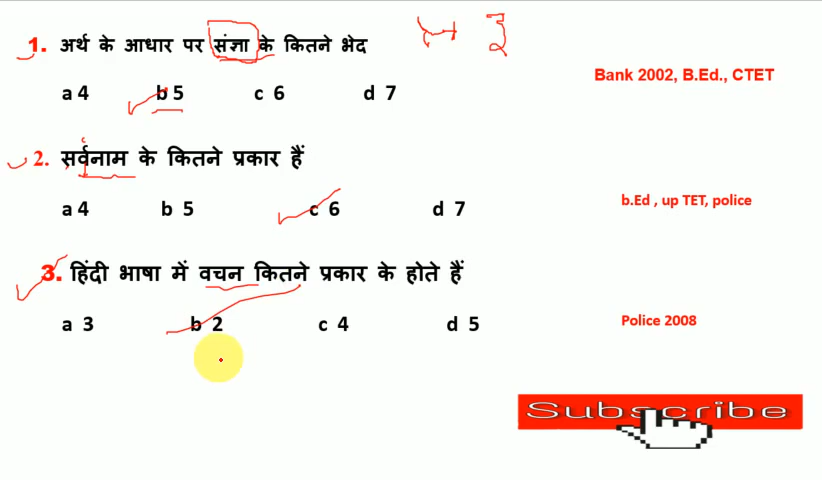 1. अर्थ के आधार पर संज्ञा के कितने भेद
Bank 2002, B.Ed., CTET
a 4 b 5 c 6 d 7
2. सर्वनाम के कितने प्रकार हैं
a 4 b 5 c 6 d 7
b.Ed , up TET, police
3. हिंदी भाषा में वचन कितने प्रकार के होते हैं
a 3 b 2 c 4 d 5
Police 2008
Subscribe